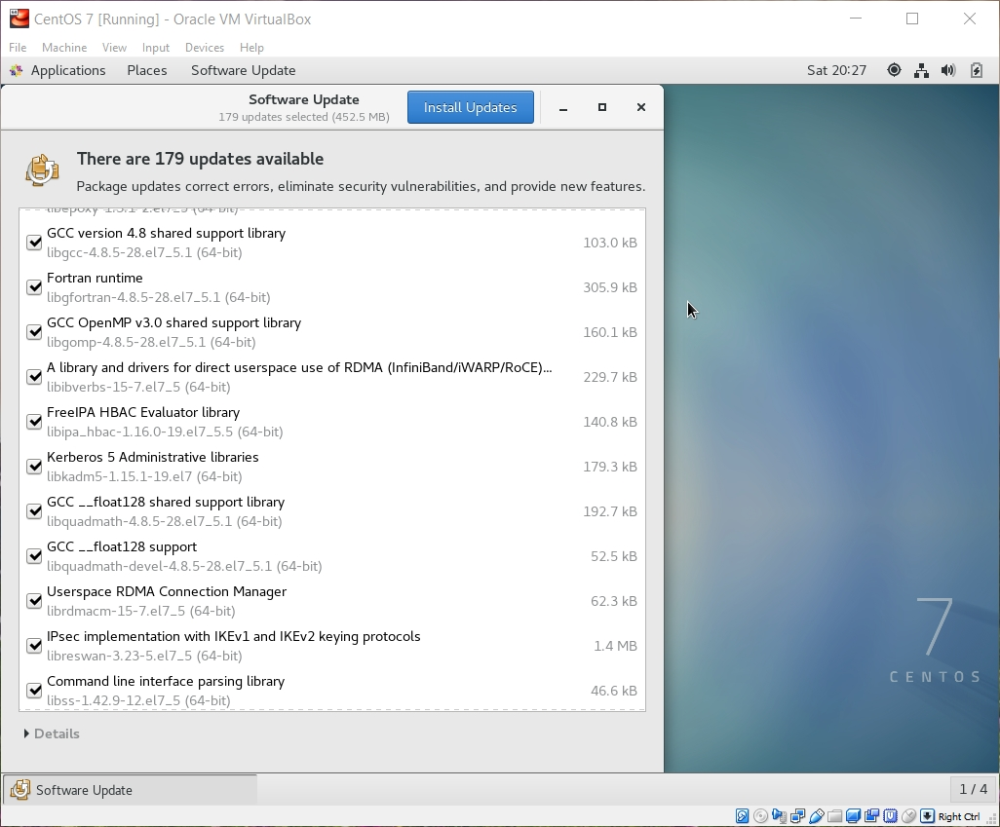 CentOS 7 [Running] - Oracle VM VirtualBox
File Machine View Input Devices Help
Applications Places Software Update Sat 20:27
Software Update
179 updates selected (452.5 MB)
Install Updates
There are 179 updates available
Package updates correct errors, eliminate security vulnerabilities, and provide new features.
libepoxy-1.3.1-2.el7_5 (64-bit)
GCC version 4.8 shared support library
libgcc-4.8.5-28.el7_5.1 (64-bit)
103.0 kB
Fortran runtime
libgfortran-4.8.5-28.el7_5.1 (64-bit)
305.9 kB
GCC OpenMP v3.0 shared support library
libgomp-4.8.5-28.el7_5.1 (64-bit)
160.1 kB
A library and drivers for direct userspace use of RDMA (InfiniBand/iWARP/RoCE)...
libibverbs-15-7.el7_5 (64-bit)
229.7 kB
FreeIPA HBAC Evaluator library
libipa_hbac-1.16.0-19.el7_5.5 (64-bit)
140.8 kB
Kerberos 5 Administrative libraries
libkadm5-1.15.1-19.el7 (64-bit)
179.3 kB
GCC __float128 shared support library
libquadmath-4.8.5-28.el7_5.1 (64-bit)
192.7 kB
GCC __float128 support
libquadmath-devel-4.8.5-28.el7_5.1 (64-bit)
52.5 kB
Userspace RDMA Connection Manager
librdmacm-15-7.el7_5 (64-bit)
62.3 kB
IPsec implementation with IKEv1 and IKEv2 keying protocols
libreswan-3.23-5.el7_5 (64-bit)
1.4 MB
Command line interface parsing library
libss-1.42.9-12.el7_5 (64-bit)
46.6 kB
Details
7
CENTOS
Software Update
1 / 4
Right Ctrl